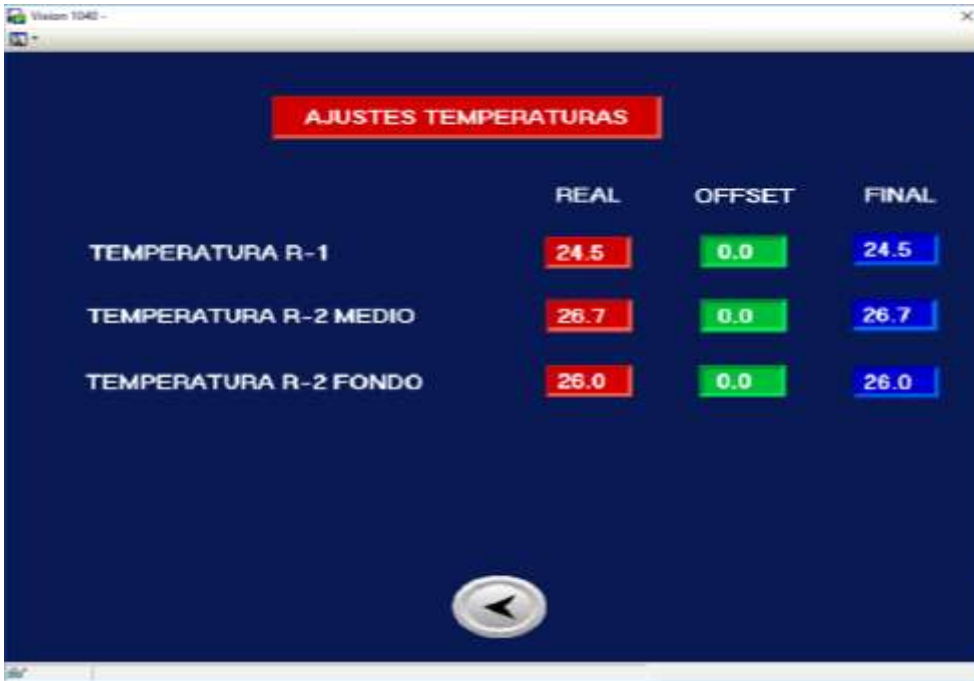 Vision 1040 -
AJUSTES TEMPERATURAS
REAL OFFSET FINAL
TEMPERATURA R-1 24.5 0.0 24.5
TEMPERATURA R-2 MEDIO 26.7 0.0 26.7
TEMPERATURA R-2 FONDO 26.0 0.0 26.0